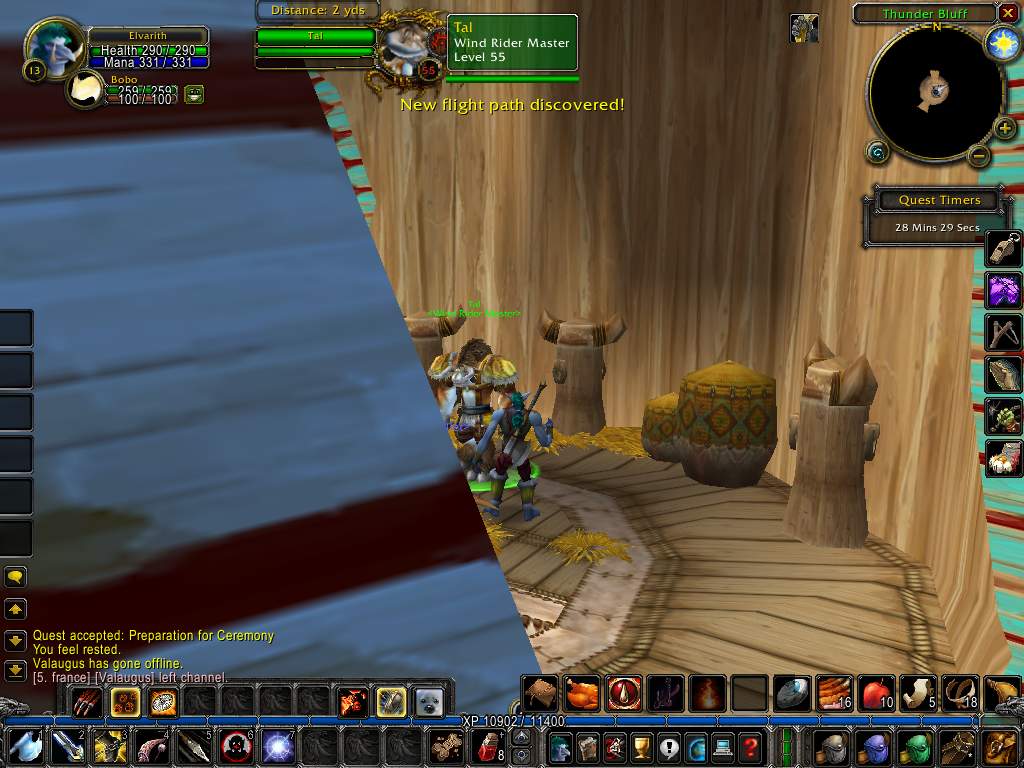 Distance: 2 yds
Elvarith
Health 290 / 290
Mana 331 / 331
13
Bobo
259 / 259
100 / 100
Tal
55
Tal
Wind Rider Master
Level 55
New flight path discovered!
Thunder Bluff
N
Quest Timers
28 Mins 29 Secs
Tal
<Wind Rider Master>
Quest accepted: Preparation for Ceremony
You feel rested.
Valaugus has gone offline.
[5. france] [Valaugus] left channel.
16
10
5
18
XP 10902 / 11400
2
3
4
5
6
7
8